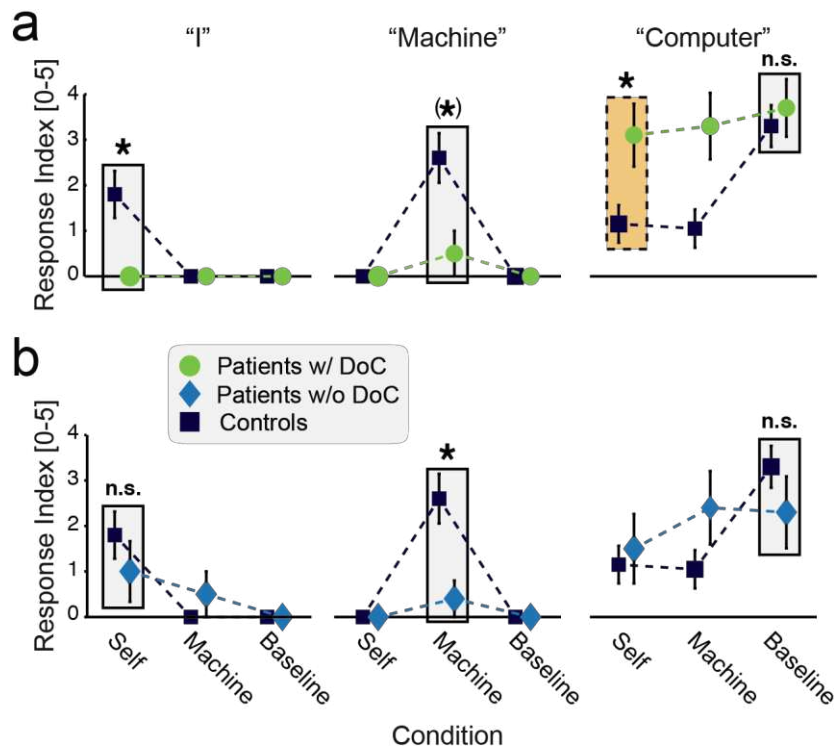 a
"I" "Machine" "Computer"
n.s.
* (*) *
Response Index [0-5]
4
3
2
1
0
b
Patients w/ DoC
Patients w/o DoC
Controls
n.s. * n.s.
Response Index [0-5]
4
3
2
1
0
Self Machine Baseline Self Machine Baseline Self Machine Baseline
Condition